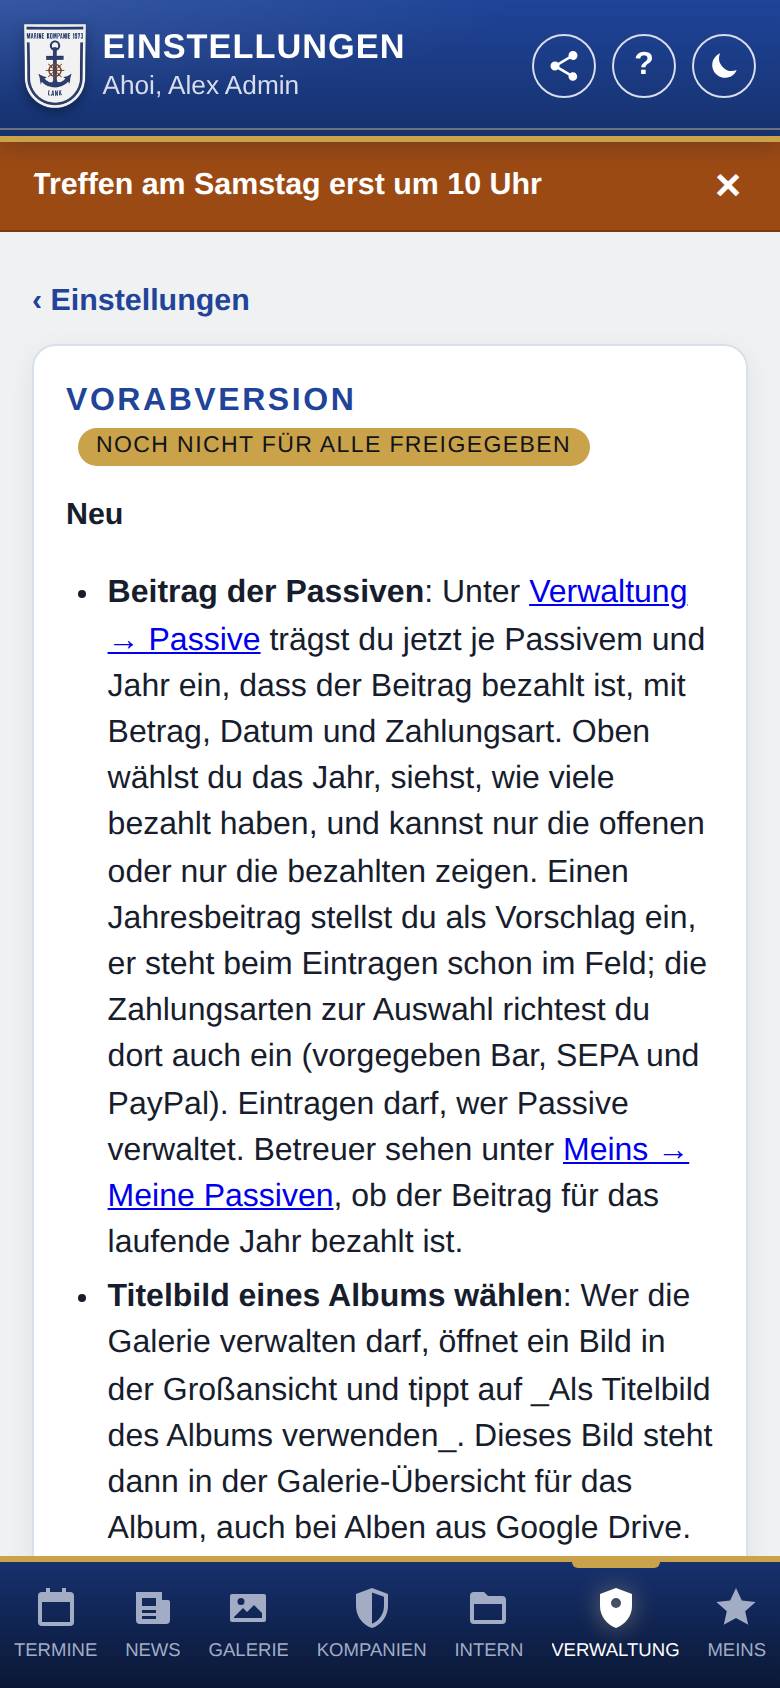 MARINE KOMPANIE 1973
LANK
EINSTELLUNGEN
Ahoi, Alex Admin
?
Treffen am Samstag erst um 10 Uhr
×
‹ Einstellungen
VORABVERSION
NOCH NICHT FÜR ALLE FREIGEGEBEN
Neu
• Beitrag der Passiven: Unter Verwaltung
→ Passive trägst du jetzt je Passivem und
Jahr ein, dass der Beitrag bezahlt ist, mit
Betrag, Datum und Zahlungsart. Oben
wählst du das Jahr, siehst, wie viele
bezahlt haben, und kannst nur die offenen
oder nur die bezahlten zeigen. Einen
Jahresbeitrag stellst du als Vorschlag ein,
er steht beim Eintragen schon im Feld; die
Zahlungsarten zur Auswahl richtest du
dort auch ein (vorgegeben Bar, SEPA und
PayPal). Eintragen darf, wer Passive
verwaltet. Betreuer sehen unter Meins →
Meine Passiven, ob der Beitrag für das
laufende Jahr bezahlt ist.
• Titelbild eines Albums wählen: Wer die
Galerie verwalten darf, öffnet ein Bild in
der Großansicht und tippt auf _Als Titelbild
des Albums verwenden_. Dieses Bild steht
dann in der Galerie-Übersicht für das
Album, auch bei Alben aus Google Drive.
TERMINE NEWS GALERIE KOMPANIEN INTERN VERWALTUNG MEINS